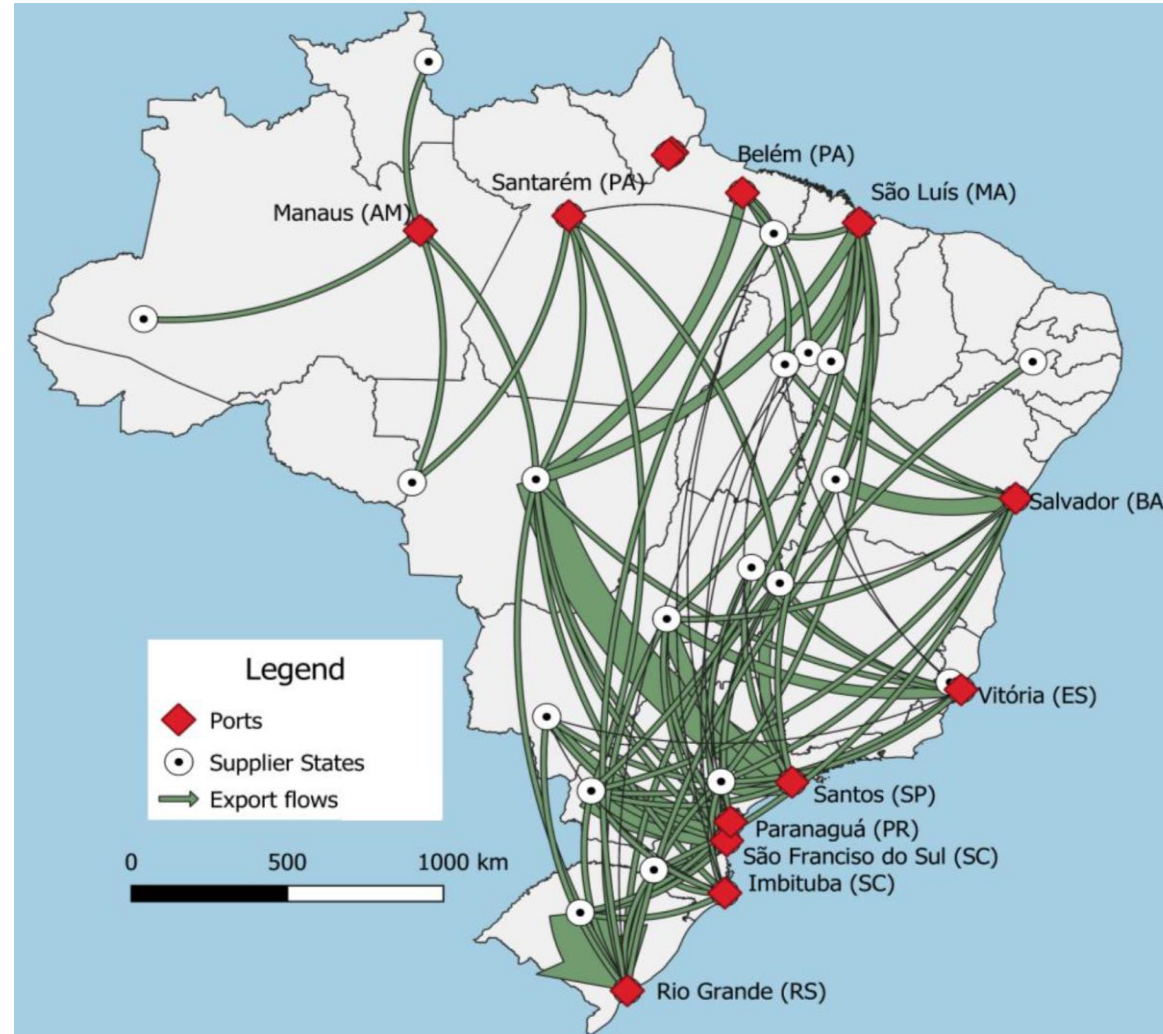 Belém (PA)
Santarém (PA)
São Luís (MA)
Manaus (AM)
Salvador (BA
Legend
Ports
Supplier States
Export flows
Vitória (ES)
Santos (SP)
Paranaguá (PR)
São Franciso do Sul (SC)
Imbituba (SC)
0 500 1000 km
Rio Grande (RS)